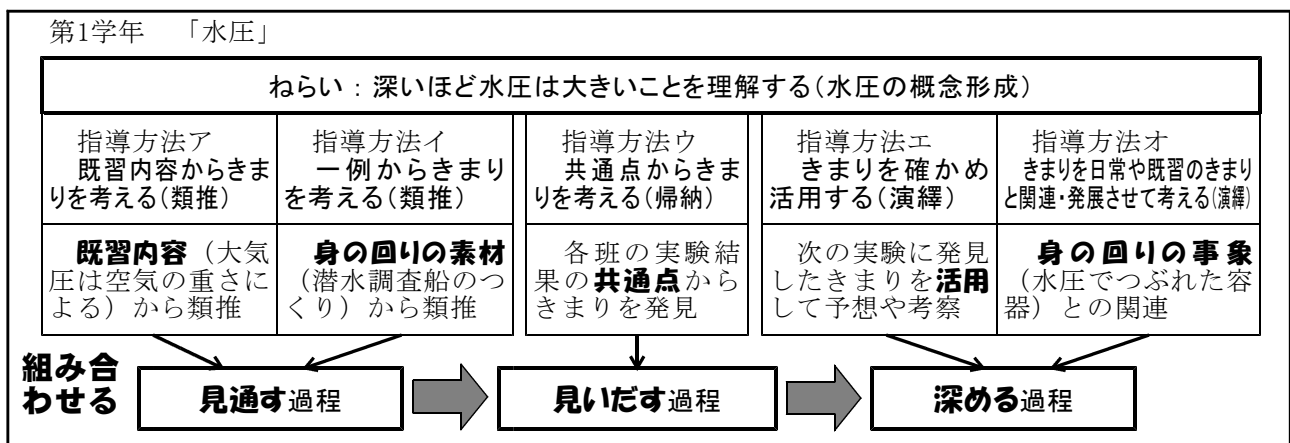 第1学年 「水圧」
ねらい：深いほど水圧は大きいことを理解する(水圧の概念形成)
指導方法ア
既習内容からきま
りを考える(類推)
指導方法イ
一例からきまり
を考える(類推)
指導方法ウ
共通点からきま
りを考える(帰納)
指導方法エ
きまりを確かめ
活用する(演繹)
指導方法オ
きまりを日常や既習のきまり
と関連・発展させて考える(演繹)
既習内容（大気
圧は空気の重さに
よる）から類推
身の回りの素材
（潜水調査船のつ
くり）から類推
各班の実験結
果の共通点から
きまりを発見
次の実験に発見
したきまりを活用
して予想や考察
身の回りの事象
（水圧でつぶれた容
器）との関連
組み合
わせる
見通す過程
見いだす過程
深める過程